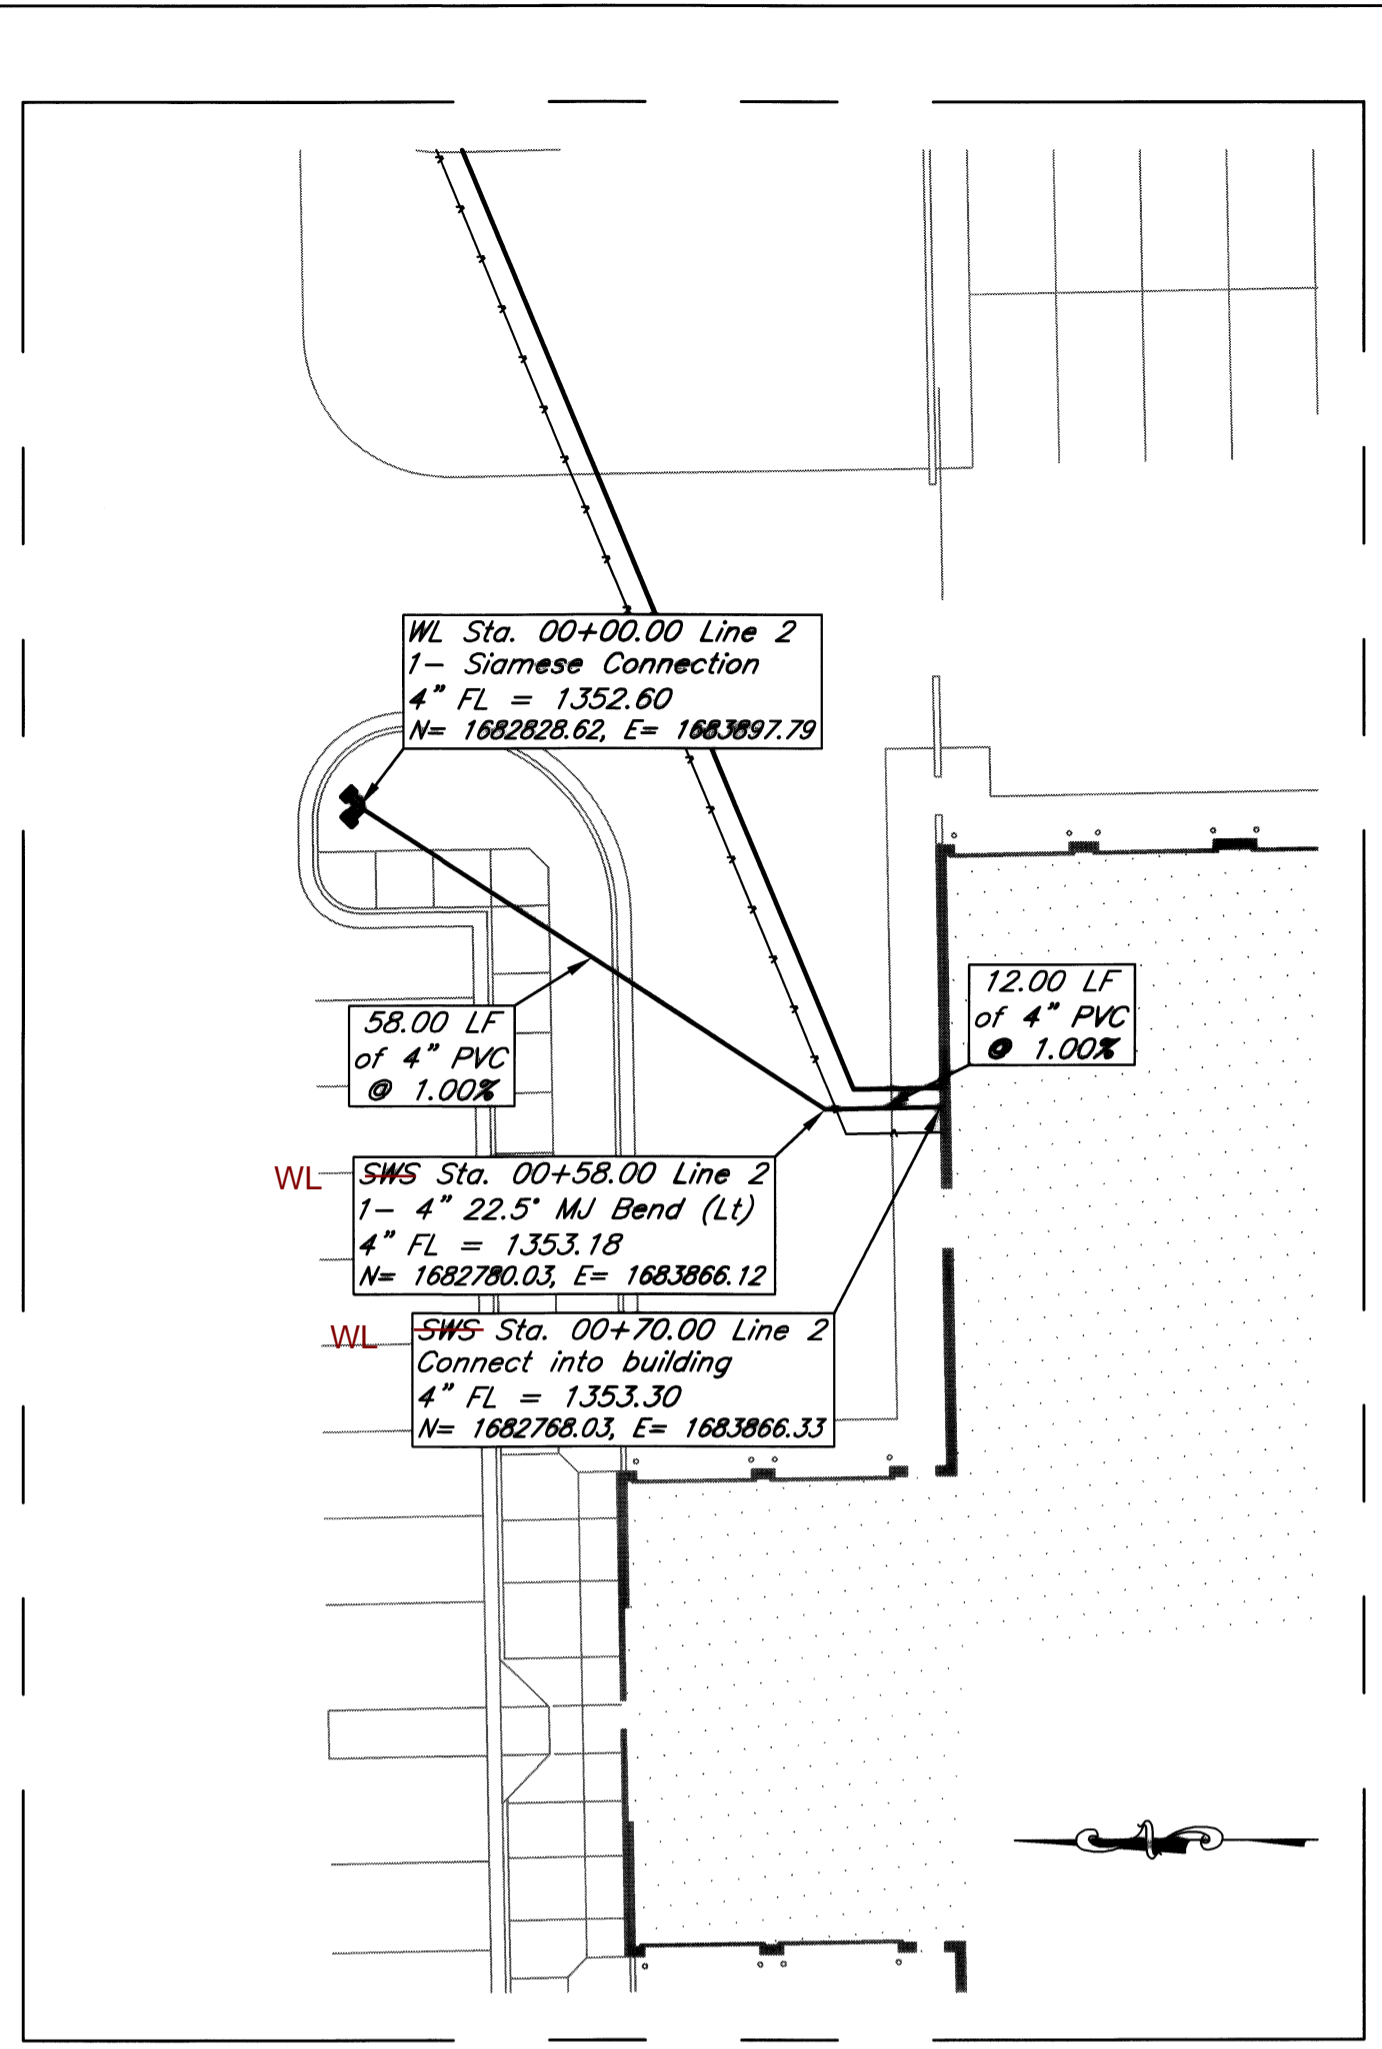 WL Sta. 00+00.00 Line 2
1- Siamese Connection
4" FL = 1352.60
N= 1682828.62, E= 1683897.79
12.00 LF
of 4" PVC
@ 1.00%
58.00 LF
of 4" PVC
@ 1.00%
WL SWS Sta. 00+58.00 Line 2
1- 4" 22.5° MJ Bend (Lt)
4" FL = 1353.18
N= 1682780.03, E= 1683866.12
WL SWS Sta. 00+70.00 Line 2
Connect into building
4" FL = 1353.30
N= 1682768.03, E= 1683866.33